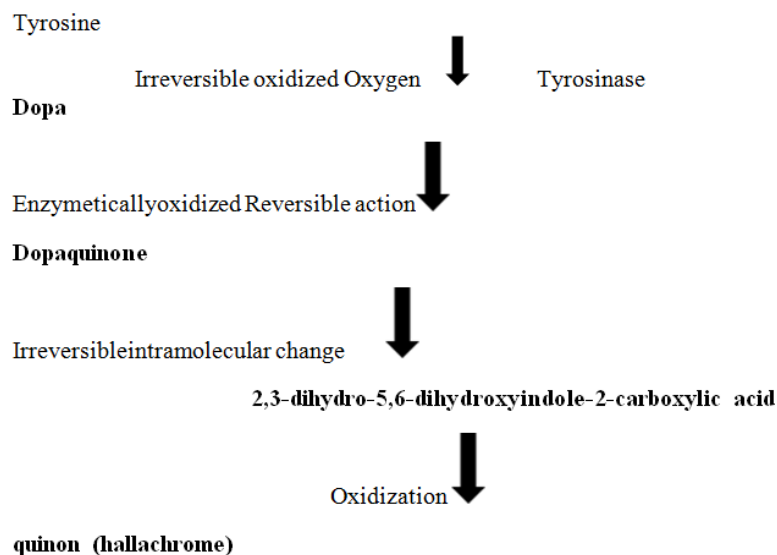 Tyrosine
Irreversible oxidized Oxygen Tyrosinase
Dopa
Enzymeticallyoxidized Reversible action
Dopaquinone
Irreversibleintramolecular change
2,3-dihydro-5,6-dihydroxyindole-2-carboxylic acid
Oxidization
quinon (hallachrome)